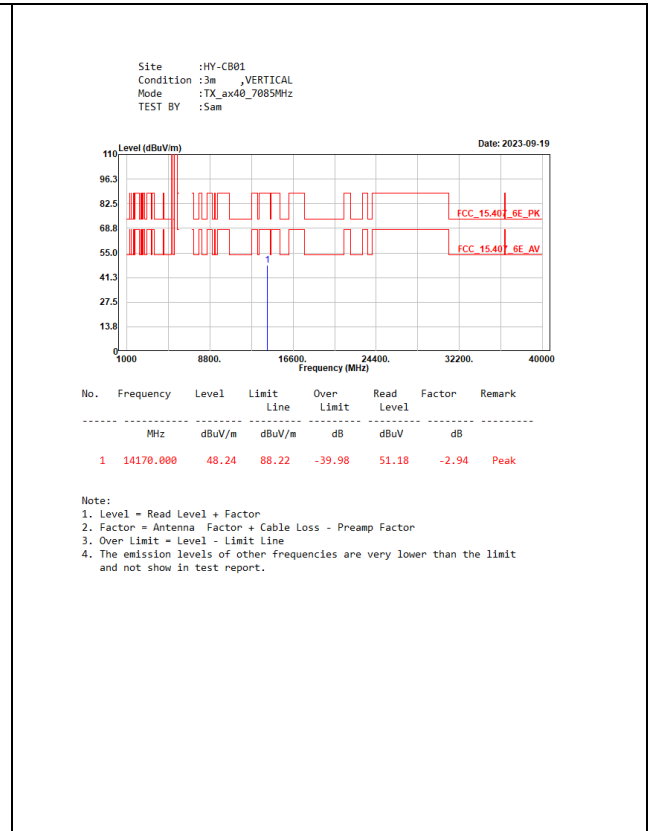 Site :HY-CB01
Condition :3m ,VERTICAL
Mode :TX_ax40_7085MHz
TEST BY :Sam
Level (dBuV/m)
Date: 2023-09-19
110
96.3
82.5
FCC_15.407_6E_PK
68.8
FCC_15.407_6E_AV
55.0
1
41.3
27.5
13.8
0
1000 8800. 16600. 24400. 32200. 40000
Frequency (MHz)
No. Frequency Level Limit Over Read Factor Remark
Line Limit Level
------ ----------- -------- -------- --------- --------- -------- ---------
MHz dBuV/m dBuV/m dB dBuV dB
1 14170.000 48.24 88.22 -39.98 51.18 -2.94 Peak
Note:
1. Level = Read Level + Factor
2. Factor = Antenna Factor + Cable Loss - Preamp Factor
3. Over Limit = Level - Limit Line
4. The emission levels of other frequencies are very lower than the limit
and not show in test report.